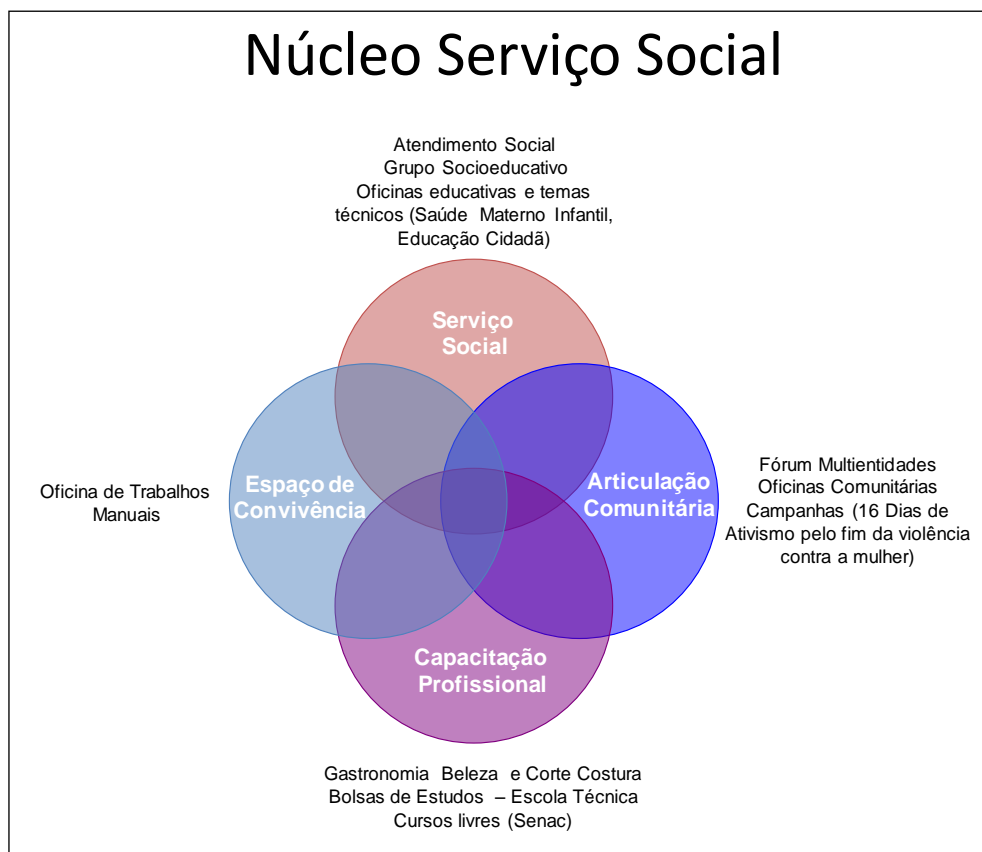 Núcleo Serviço Social
Atendimento Social
Grupo Socioeducativo
Oficinas educativas e temas
técnicos (Saúde Materno Infantil,
Educação Cidadã)
Serviço
Social
Espaço de
Convivência
Oficina de Trabalhos
Manuais
Articulação
Comunitária
Fórum Multientidades
Oficinas Comunitárias
Campanhas (16 Dias de
Ativismo pelo fim da violência
contra a mulher)
Capacitação
Profissional
Gastronomia Beleza e Corte Costura
Bolsas de Estudos – Escola Técnica
Cursos livres (Senac)